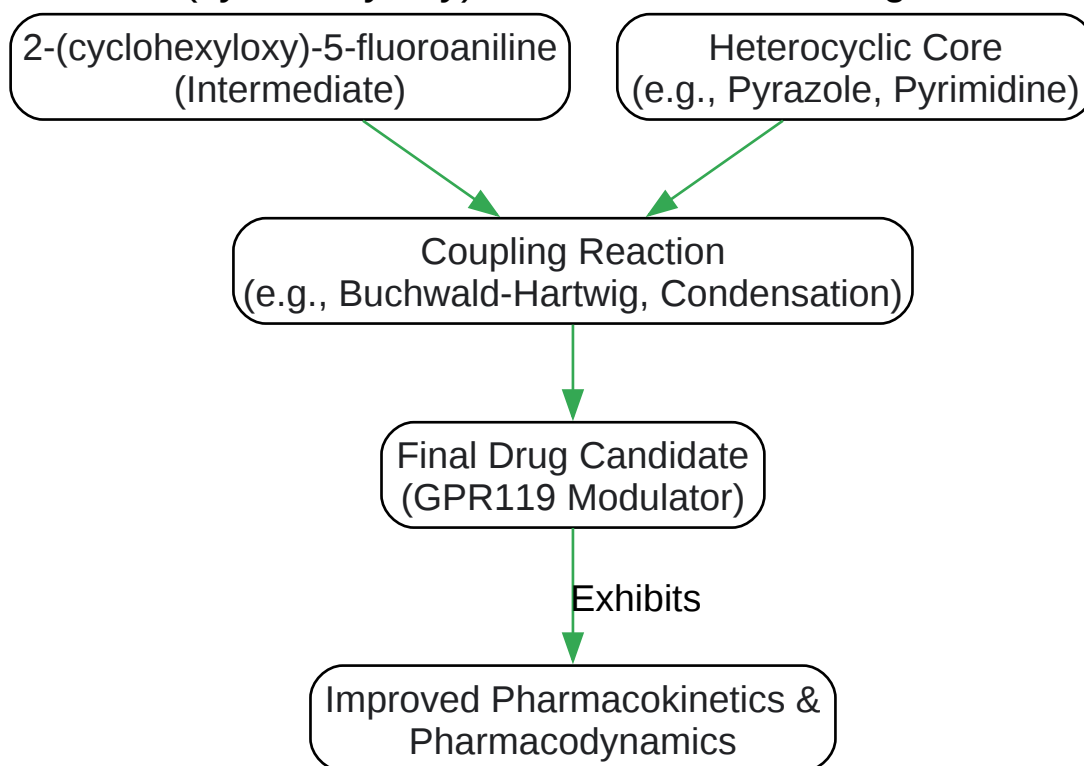 2-(cyclohexyloxy)-5-fluoroaniline
(Intermediate)
Heterocyclic Core
(e.g., Pyrazole, Pyrimidine)
Coupling Reaction
(e.g., Buchwald-Hartwig, Condensation)
Final Drug Candidate
(GPR119 Modulator)
Exhibits
Improved Pharmacokinetics &
Pharmacodynamics